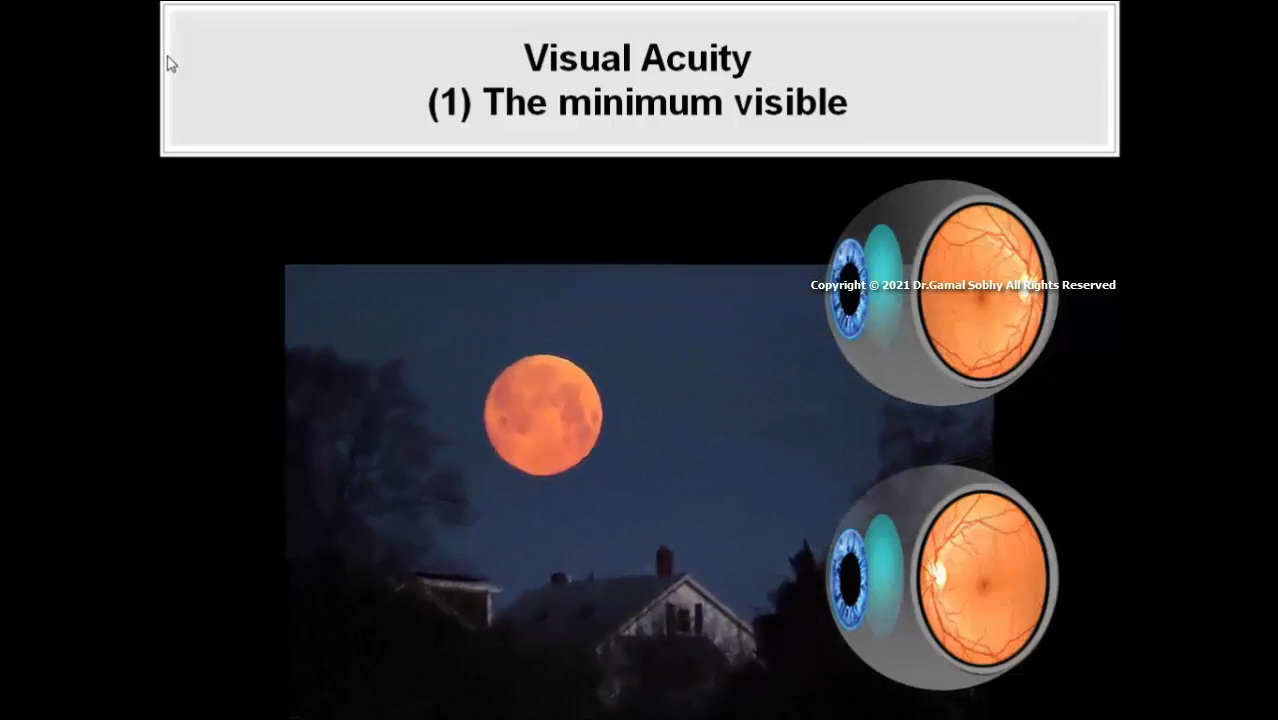 Visual Acuity
(1) The minimum visible
Copyright © 2021 Dr.Gamal Sobhy All Rights Reserved